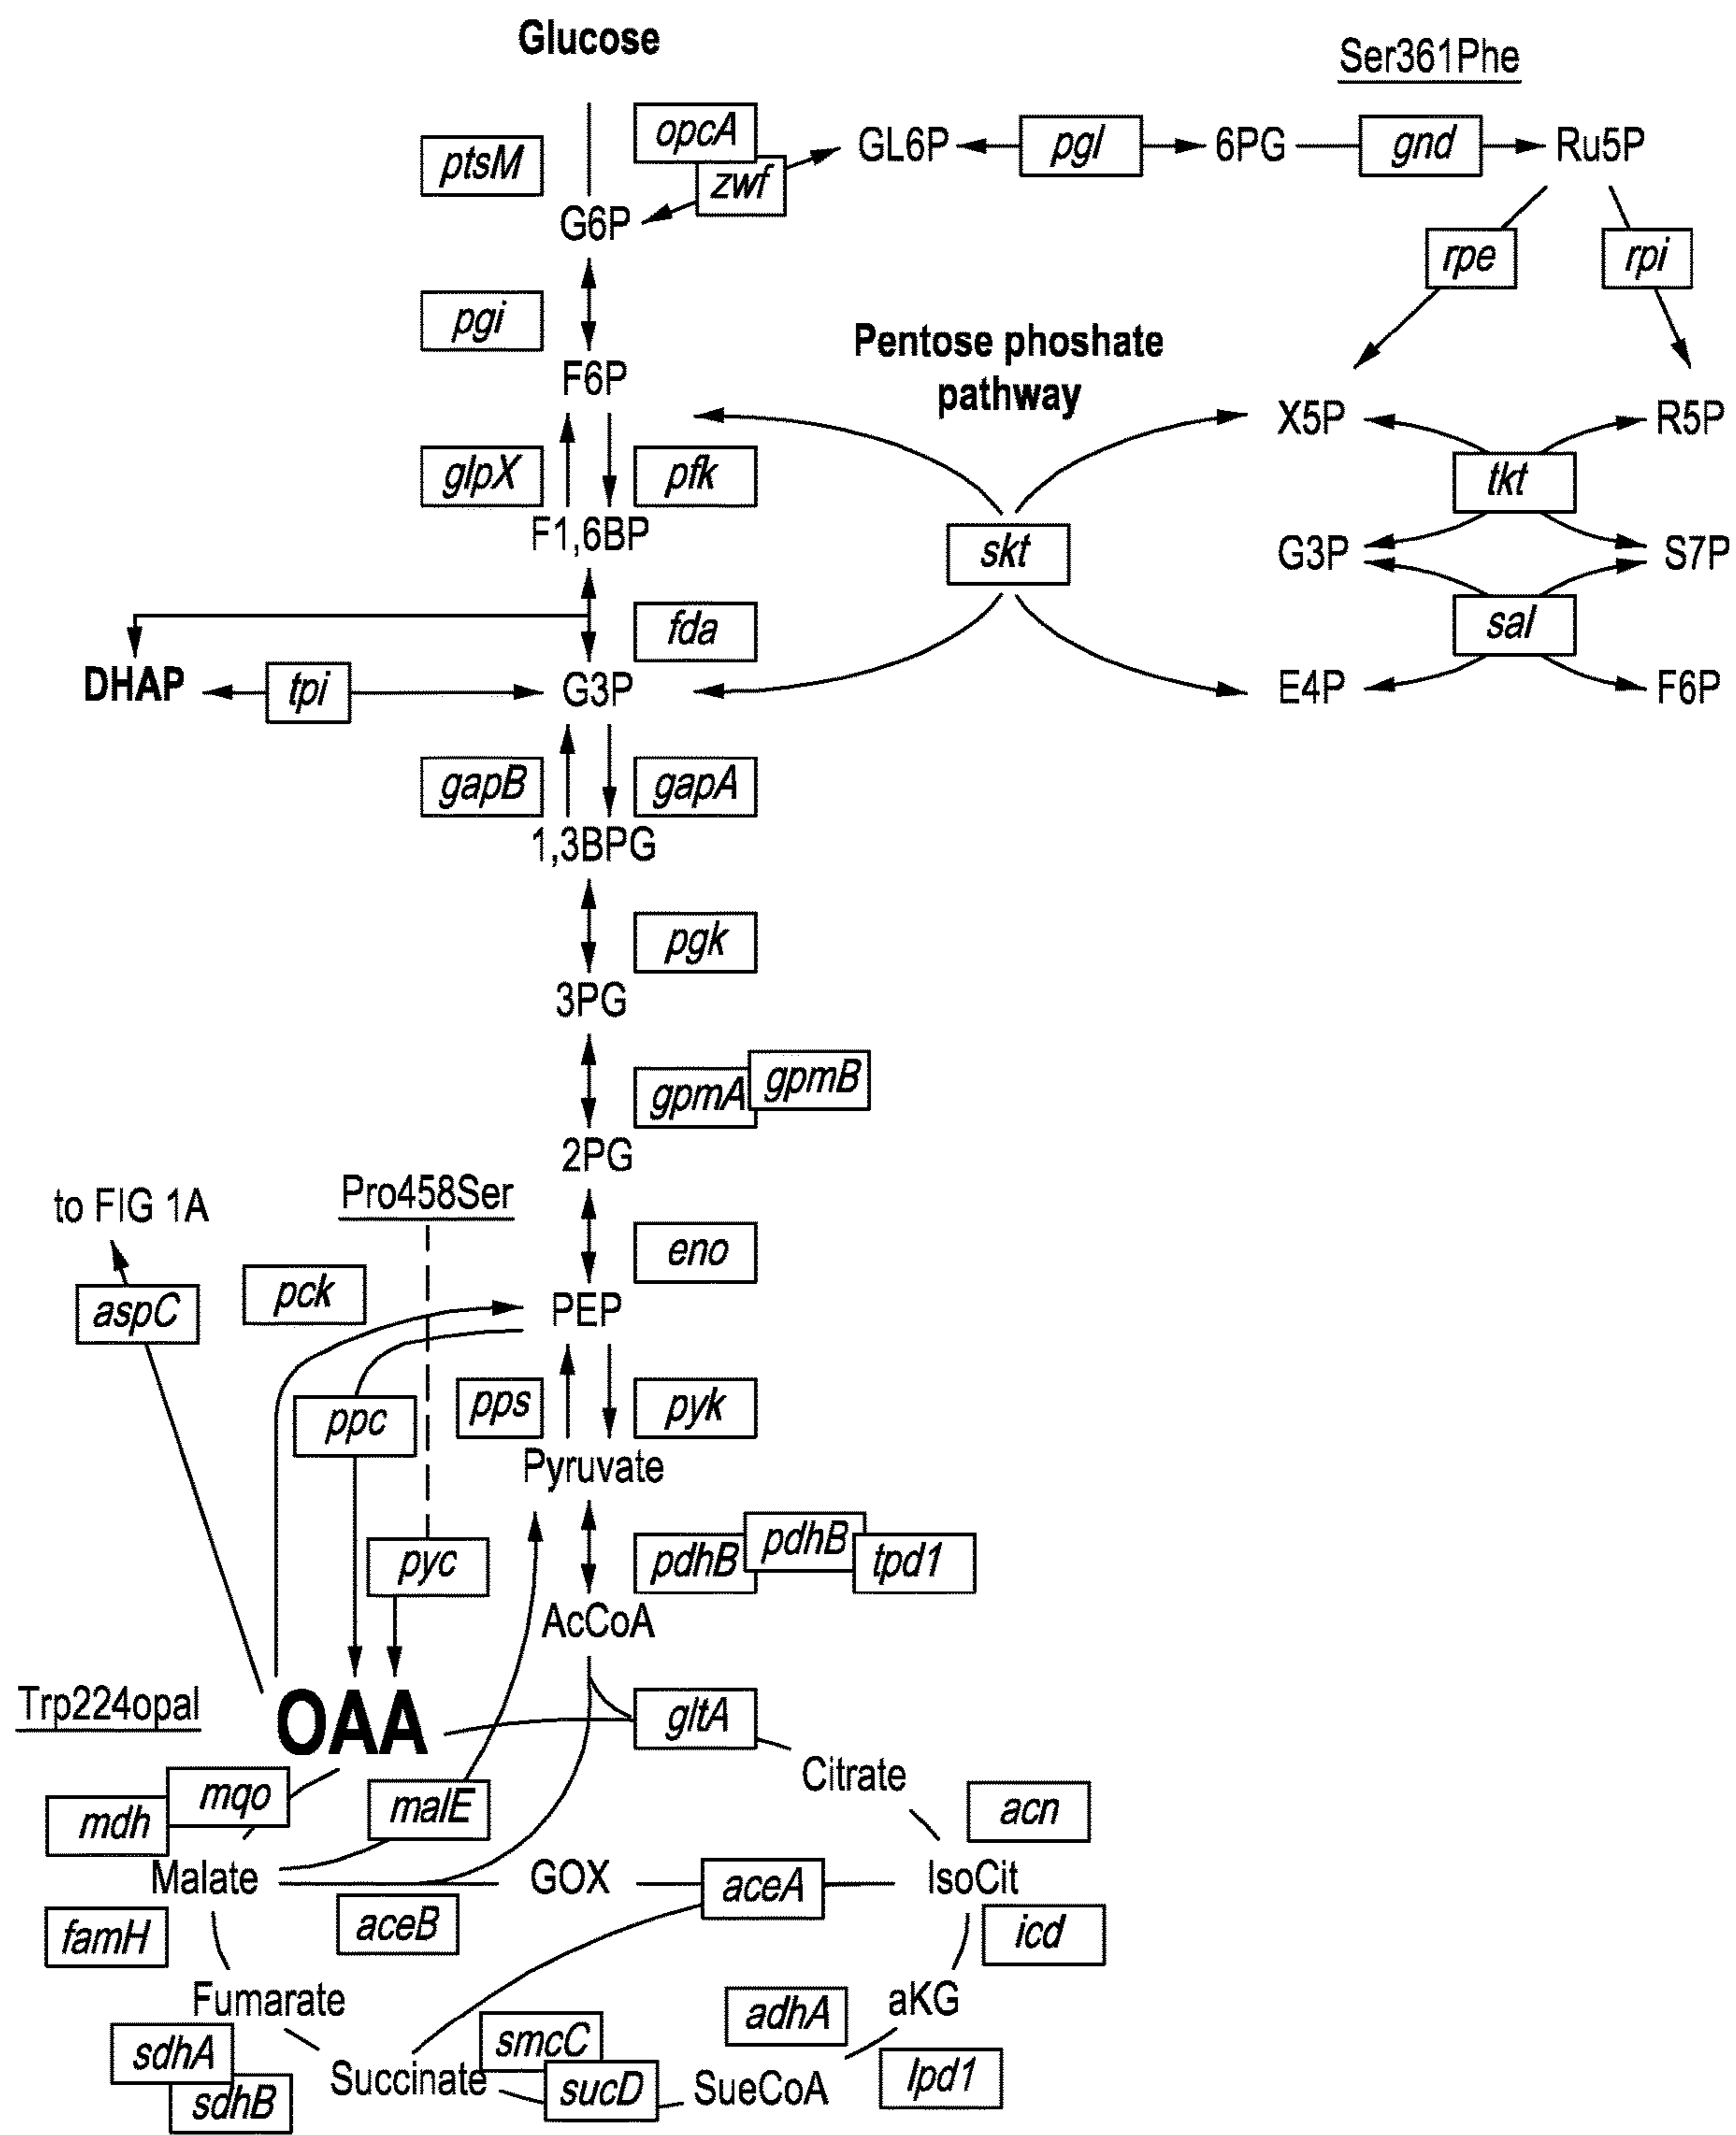 Glucose
Ser361Phe
opcA
ptsM
zwf
GL6P
pgl
6PG
gnd
Ru5P
G6P
rpe
rpi
pgi
Pentose phoshate
pathway
F6P
X5P
R5P
glpX
pfk
tkt
F1,6BP
skt
G3P
S7P
fda
sal
DHAP
tpi
G3P
E4P
F6P
gapB
gapA
1,3BPG
pgk
3PG
gpmA
gpmB
2PG
to FIG 1A
Pro458Ser
eno
pck
aspC
PEP
ppc
pps
pyk
Pyruvate
pyc
pdhB
pdhB
tpd1
AcCoA
Trp224opal
OAA
gltA
Citrate
mqo
mdh
malE
acn
Malate
GOX
aceA
IsoCit
famH
aceB
icd
Fumarate
adhA
aKG
sdhA
smcC
Succinate
sucD
SueCoA
lpd1
sdhB